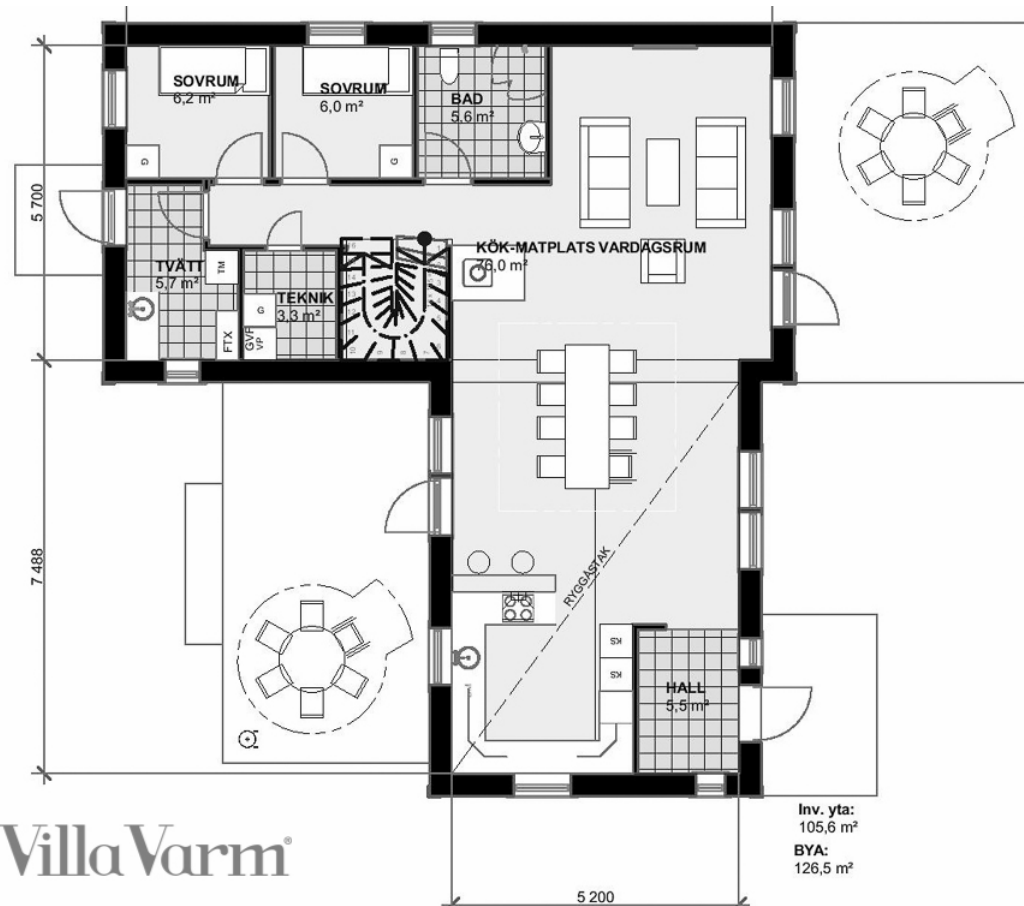 SOVRUM
6,2 m²
SOVRUM
6,0 m²
BAD
5,6 m²
G
G
5 700
KÖK-MATPLATS VARDAGSRUM
76,0 m²
TVÄTT
5,7 m²
TM
TEKNIK
3,3 m²
G
FTX
GVF
VP
7 488
RYGGÅSTAK
KS
KS
HALL
5,5 m²
Inv. yta:
105,6 m²
BYA:
126,5 m²
Villa Varm®
5 200